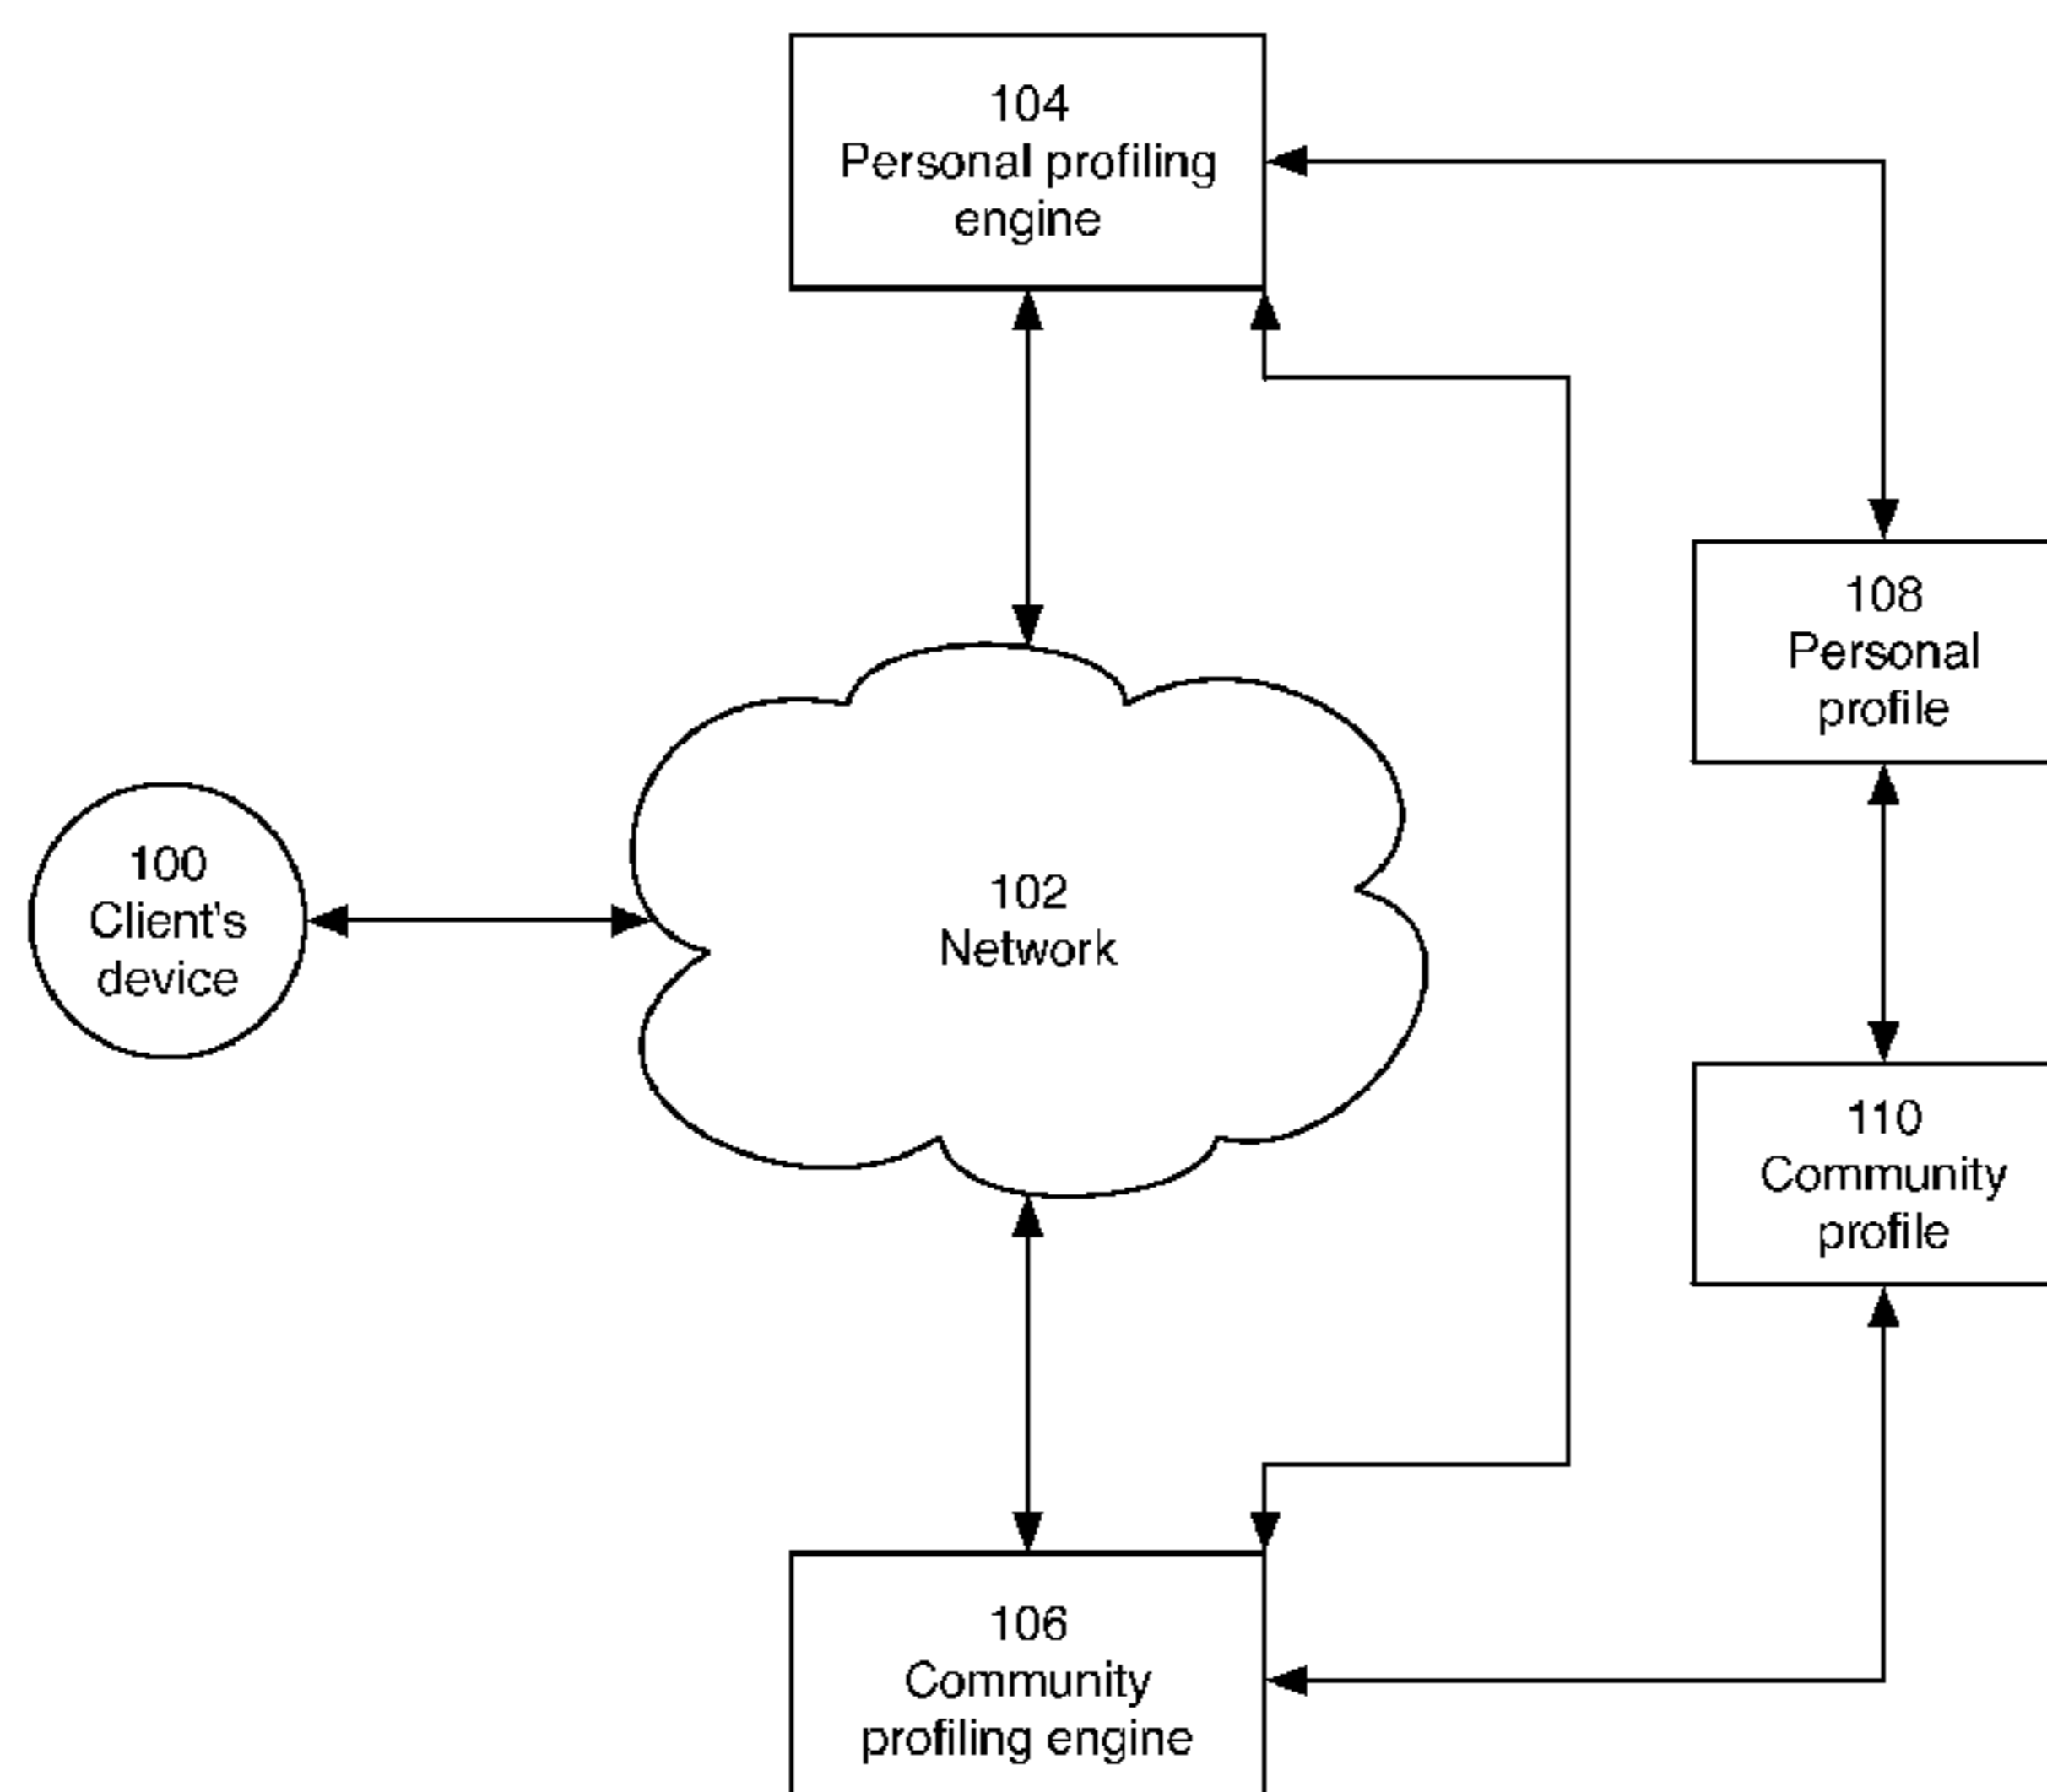 104
Personal profiling
engine
108
Personal
profile
100
Client's
device
102
Network
110
Community
profile
106
Community
profiling engine